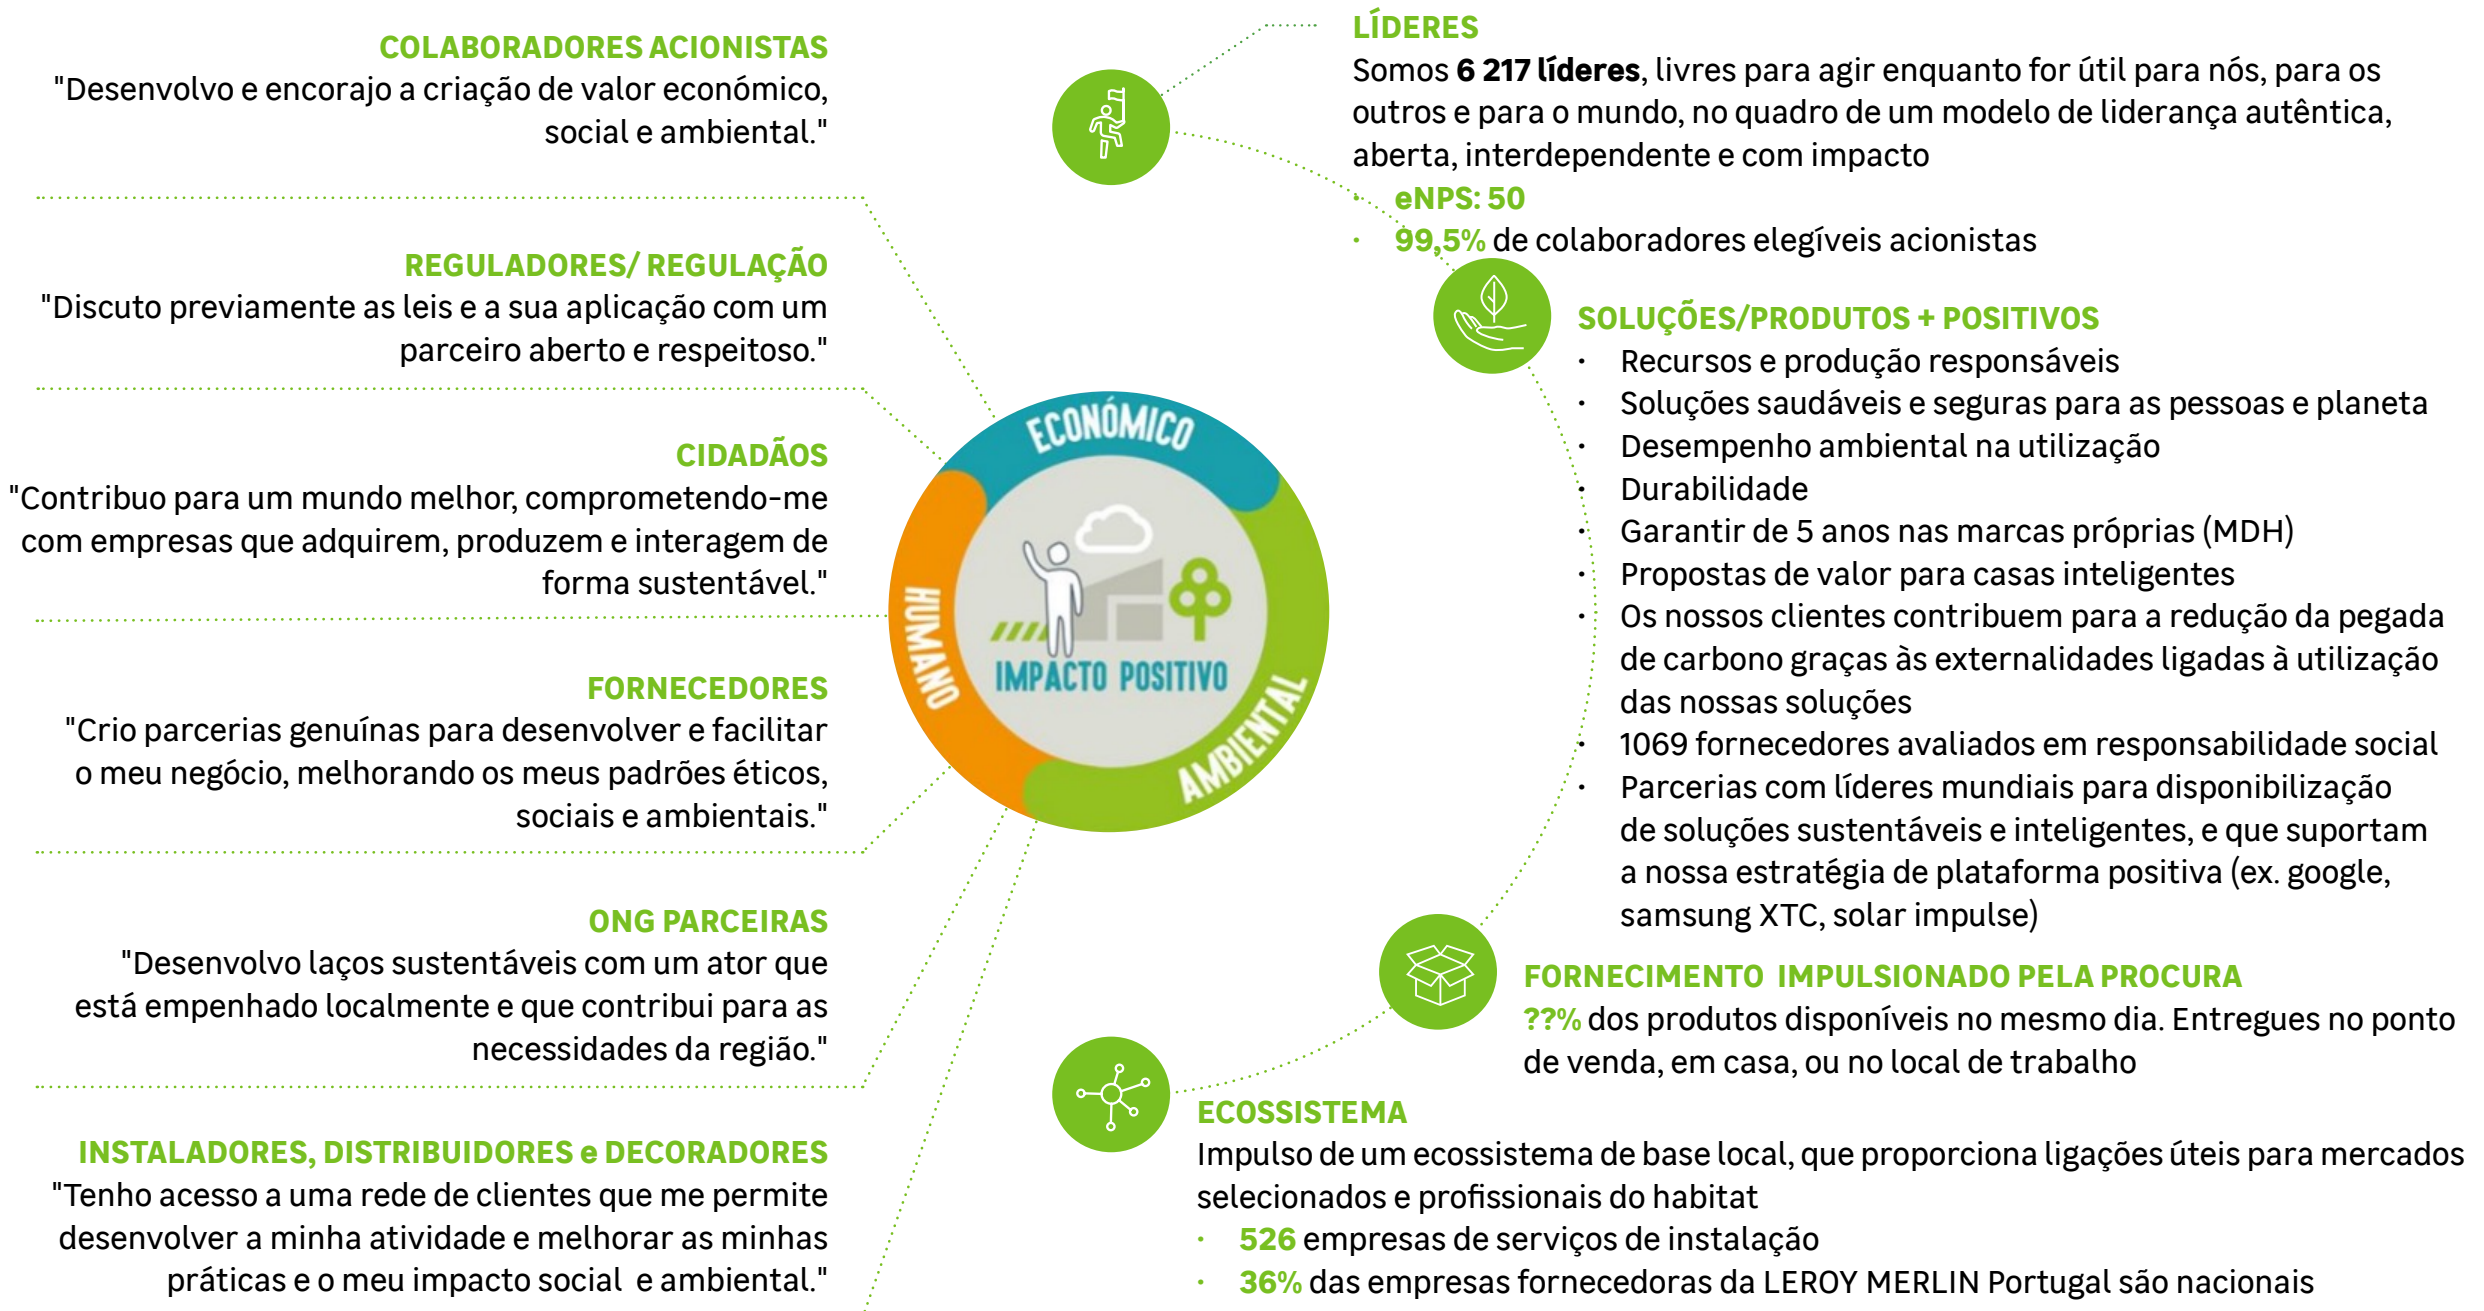 COLABORADORES ACIONISTAS
"Desenvolvo e encorajo a criação de valor económico,
social e ambiental."
REGULADORES/ REGULAÇÃO
"Discuto previamente as leis e a sua aplicação com um
parceiro aberto e respeitoso."
CIDADÃOS
"Contribuo para um mundo melhor, comprometendo-me
com empresas que adquirem, produzem e interagem de
forma sustentável."
FORNECEDORES
"Crio parcerias genuínas para desenvolver e facilitar
o meu negócio, melhorando os meus padrões éticos,
sociais e ambientais."
ONG PARCEIRAS
"Desenvolvo laços sustentáveis com um ator que
está empenhado localmente e que contribui para as
necessidades da região."
INSTALADORES, DISTRIBUIDORES e DECORADORES
"Tenho acesso a uma rede de clientes que me permite
desenvolver a minha atividade e melhorar as minhas
práticas e o meu impacto social  e ambiental."
ECONÓMICO
HUMANO
AMBIENTAL
IMPACTO POSITIVO
LÍDERES
Somos 6 217 líderes, livres para agir enquanto for útil para nós, para os
outros e para o mundo, no quadro de um modelo de liderança autêntica,
aberta, interdependente e com impacto
· eNPS: 50
· 99,5% de colaboradores elegíveis acionistas
SOLUÇÕES/PRODUTOS + POSITIVOS
· Recursos e produção responsáveis
· Soluções saudáveis e seguras para as pessoas e planeta
· Desempenho ambiental na utilização
· Durabilidade
· Garantir de 5 anos nas marcas próprias (MDH)
· Propostas de valor para casas inteligentes
· Os nossos clientes contribuem para a redução da pegada
de carbono graças às externalidades ligadas à utilização
das nossas soluções
· 1069 fornecedores avaliados em responsabilidade social
· Parcerias com líderes mundiais para disponibilização
de soluções sustentáveis e inteligentes, e que suportam
a nossa estratégia de plataforma positiva (ex. google,
samsung XTC, solar impulse)
FORNECIMENTO  IMPULSIONADO PELA PROCURA
??% dos produtos disponíveis no mesmo dia. Entregues no ponto
de venda, em casa, ou no local de trabalho
ECOSSISTEMA
Impulso de um ecossistema de base local, que proporciona ligações úteis para mercados
selecionados e profissionais do habitat
· 526 empresas de serviços de instalação
· 36% das empresas fornecedoras da LEROY MERLIN Portugal são nacionais